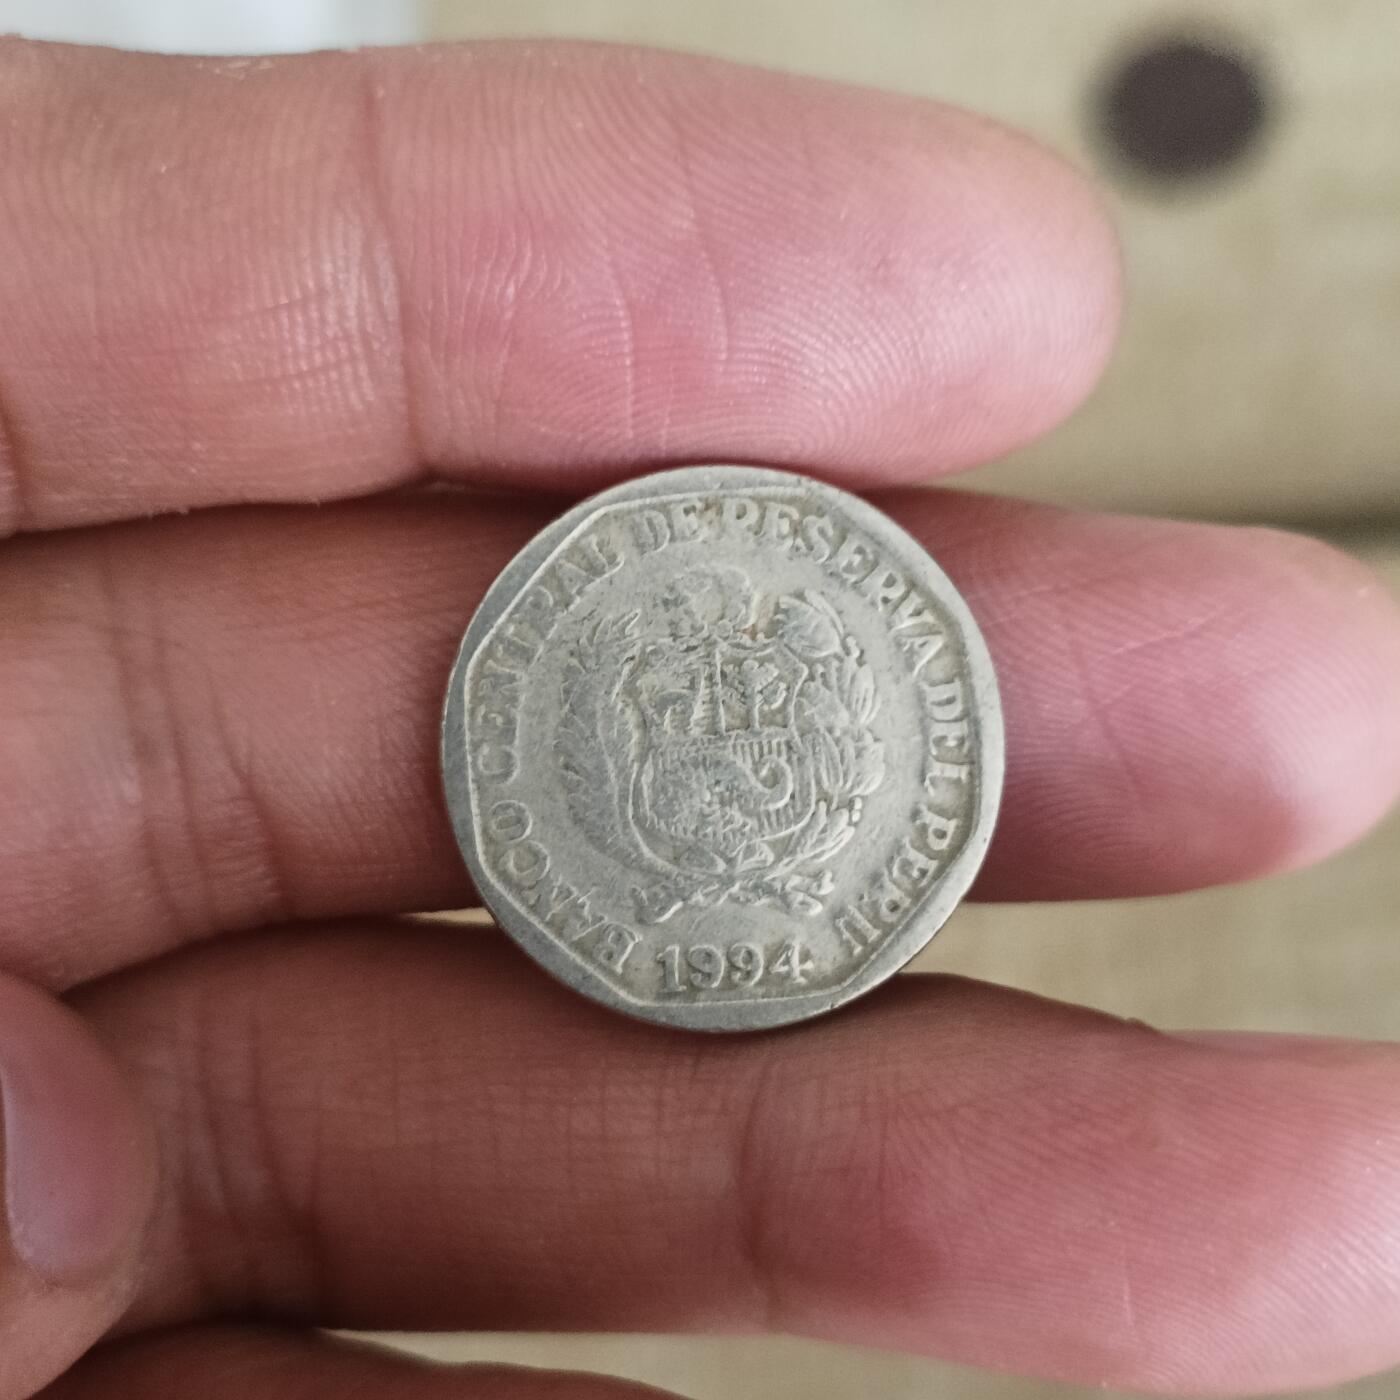 BANCO CENTRAL DE RESERVA DEL PERU
1994